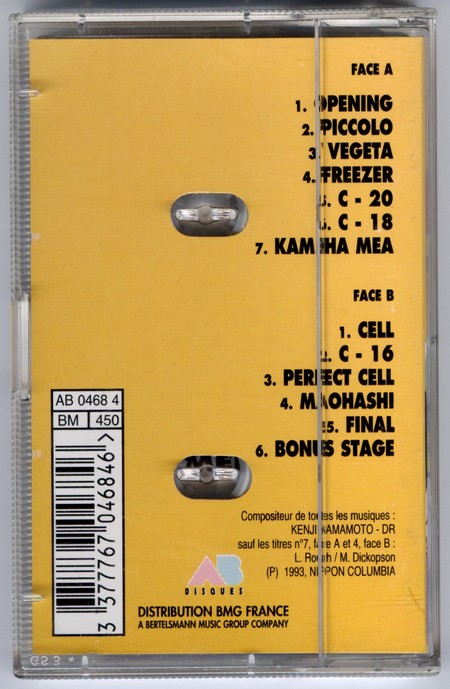 FACE A
1. OPENING
2. PICCOLO
3. VEGETA
4. FREEZER
5. C - 20
6. C - 18
7. KAMEHA MEA
FACE B
1. CELL
2. C - 16
3. PERFECT CELL
4. MAOHASHI
5. FINAL
6. BONUS STAGE
AB 0468 4
BM 450
3 377767 046846 >
Compositeur de toutes les musiques :
KENJI YAMAMOTO - DR
sauf les titres n°7, face A et 4, face B :
/ M. Dickopson
(P) 1993, NIPPON COLUMBIA
AB
DISQUES
DISTRIBUTION BMG FRANCE
A BERTELSMANN MUSIC GROUP COMPANY